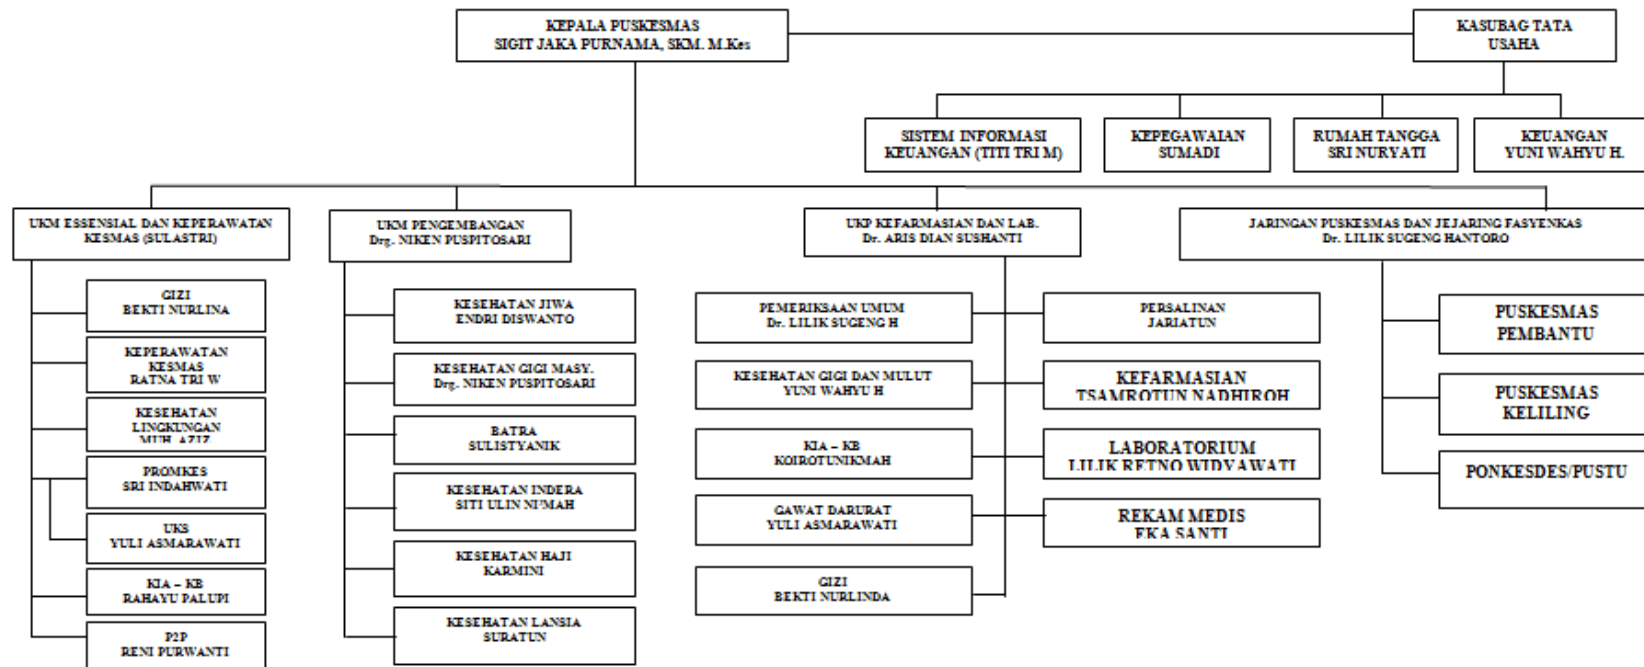 KEPALA PUSKESMAS
SIGIT JAKA PURNAMA, SKM. M.Kes
KASUBAG TATA
USAHA
SISTEM INFORMASI
KEUANGAN (TITI TRI M)
KEPEGAWAIAN
SUMADI
RUMAH TANGGA
SRI NURYATI
KEUANGAN
YUNI WAHYU H.
UKM ESSENSIAL DAN KEPERAWATAN
KESMAS (SULASTRI)
GIZI
BEKTI NURLINA
KEPERAWATAN
KESMAS
RATNA TRI W
KESEHATAN
LINGKUNGAN
MUH. AZIZ
PROMKES
SRI INDAHWATI
UKS
YULI ASMARAWATI
KIA – KB
RAHAYU PALUPI
P2P
RENI PURWANTI
UKM PENGEMBANGAN
Drg. NIKEN PUSPITOSARI
KESEHATAN JIWA
ENDRI DISWANTO
KESEHATAN GIGI MASY.
Drg. NIKEN PUSPITOSARI
BATRA
SULISTYANIK
KESEHATAN INDERA
SITI ULIN NI'MAH
KESEHATAN HAJI
KARMINI
KESEHATAN LANSIA
SURATUN
UKP KEFARMASIAN DAN LAB.
Dr. ARIS DIAN SUSHANTI
PEMERIKSAAN UMUM
Dr. LILIK SUGENG H
KESEHATAN GIGI DAN MULUT
YUNI WAHYU H
KIA – KB
KOIROTUNIKMAH
GAWAT DARURAT
YULI ASMARAWATI
GIZI
BEKTI NURLINDA
PERSALINAN
JARIATUN
KEFARMASIAN
TSAMROTUN NADHIROH
LABORATORIUM
LILIK RETNO WIDYAWATI
REKAM MEDIS
EKA SANTI
JARINGAN PUSKESMAS DAN JEJARING FASYENKAS
Dr. LILIK SUGENG HANTORO
PUSKESMAS
PEMBANTU
PUSKESMAS
KELILING
PONKESDES/PUSTU